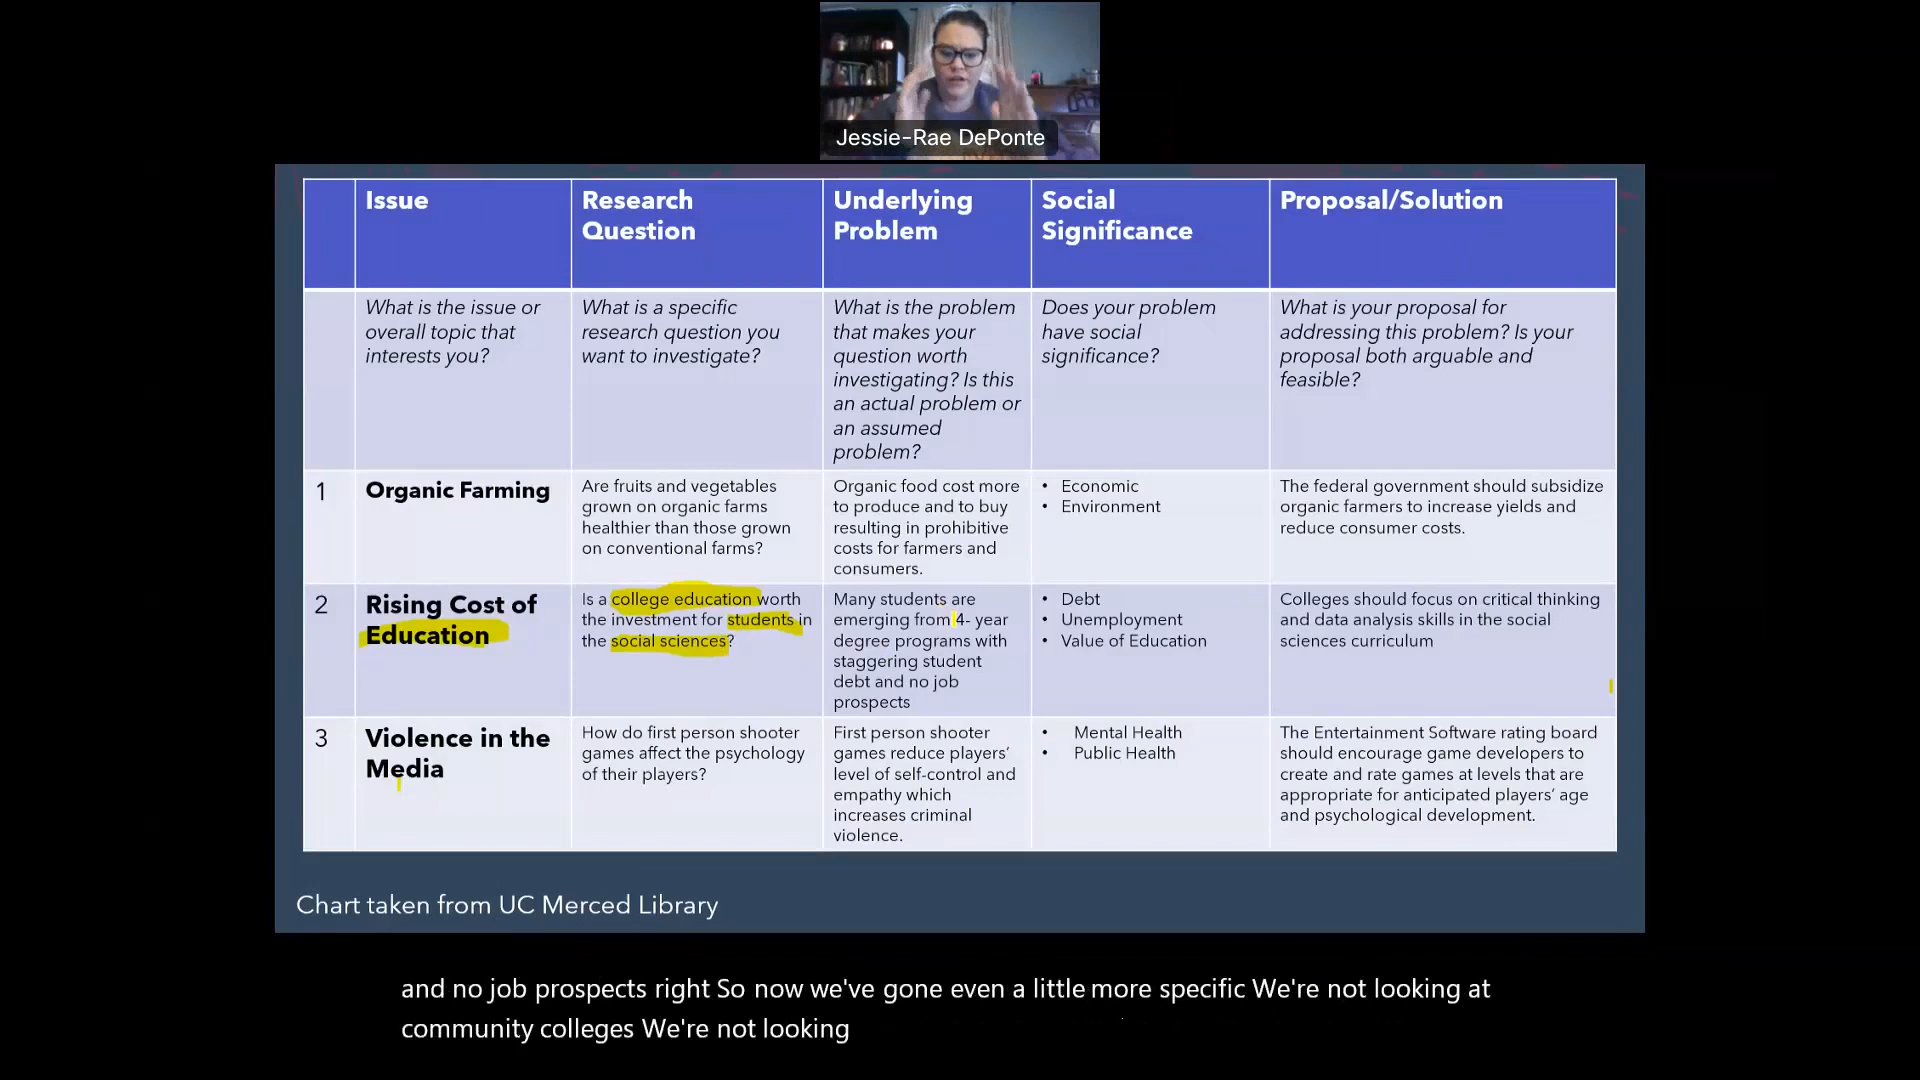 Jessie-Rae DePonte
Issue
Research
Question
Underlying
Problem
Social
Significance
Proposal/Solution
What is the issue or
overall topic that
interests you?
What is a specific
research question you
want to investigate?
What is the problem
that makes your
question worth
investigating? Is this
an actual problem or
an assumed
problem?
Does your problem
have social
significance?
What is your proposal for
addressing this problem? Is your
proposal both arguable and
feasible?
1
Organic Farming
Are fruits and vegetables
grown on organic farms
healthier than those grown
on conventional farms?
Organic food cost more
to produce and to buy
resulting in prohibitive
costs for farmers and
consumers.
• Economic
• Environment
The federal government should subsidize
organic farmers to increase yields and
reduce consumer costs.
2
Rising Cost of
Education
Is a college education worth
the investment for students in
the social sciences?
Many students are
emerging from 4- year
degree programs with
staggering student
debt and no job
prospects
• Debt
• Unemployment
• Value of Education
Colleges should focus on critical thinking
and data analysis skills in the social
sciences curriculum
3
Violence in the
Media
How do first person shooter
games affect the psychology
of their players?
First person shooter
games reduce players’
level of self-control and
empathy which
increases criminal
violence.
• Mental Health
• Public Health
The Entertainment Software rating board
should encourage game developers to
create and rate games at levels that are
appropriate for anticipated players’ age
and psychological development.
Chart taken from UC Merced Library
and no job prospects right So now we've gone even a little more specific We're not looking at
community colleges We're not looking